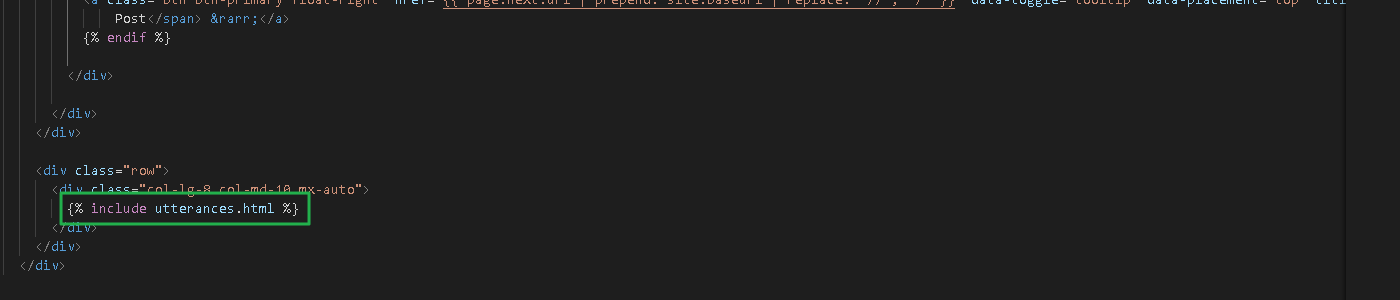 <a class="btn btn-primary float-right" href="{{ page.next.url | prepend: site.baseurl | replace: '//', '/' }}" data-toggle="tooltip" data-placement="top"
Post</span> &rarr;</a>
{% endif %}
</div>
</div>
</div>
<div class="row">
<div class="col-lg-8 col-md-10 mx-auto">
{% include utterances.html %}
</div>
</div>
</div>